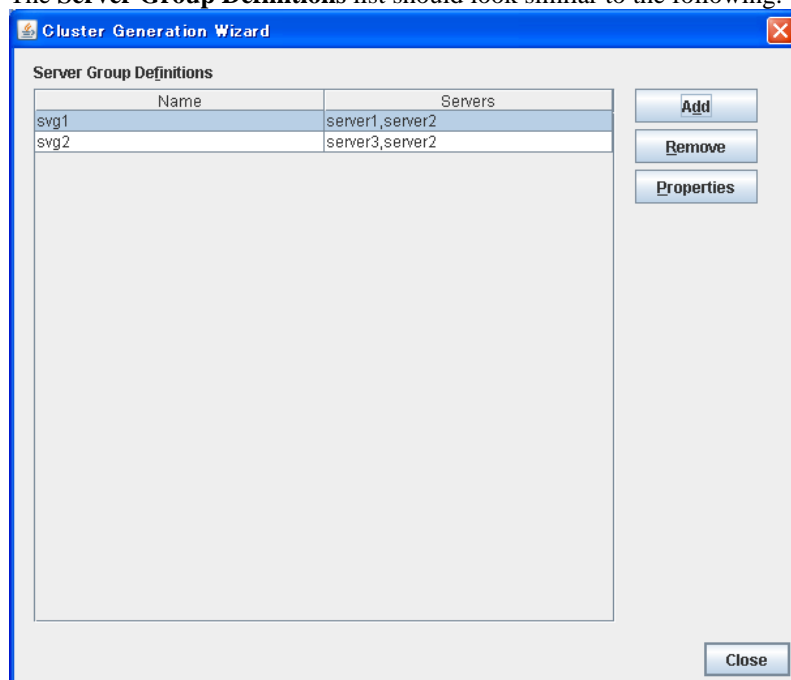 The Server Group Definitions list should look similar to the following.
Cluster Generation Wizard
Server Group Definitions
Name Servers
svg1 server1,server2
svg2 server3,server2
Add
Remove
Properties
Close